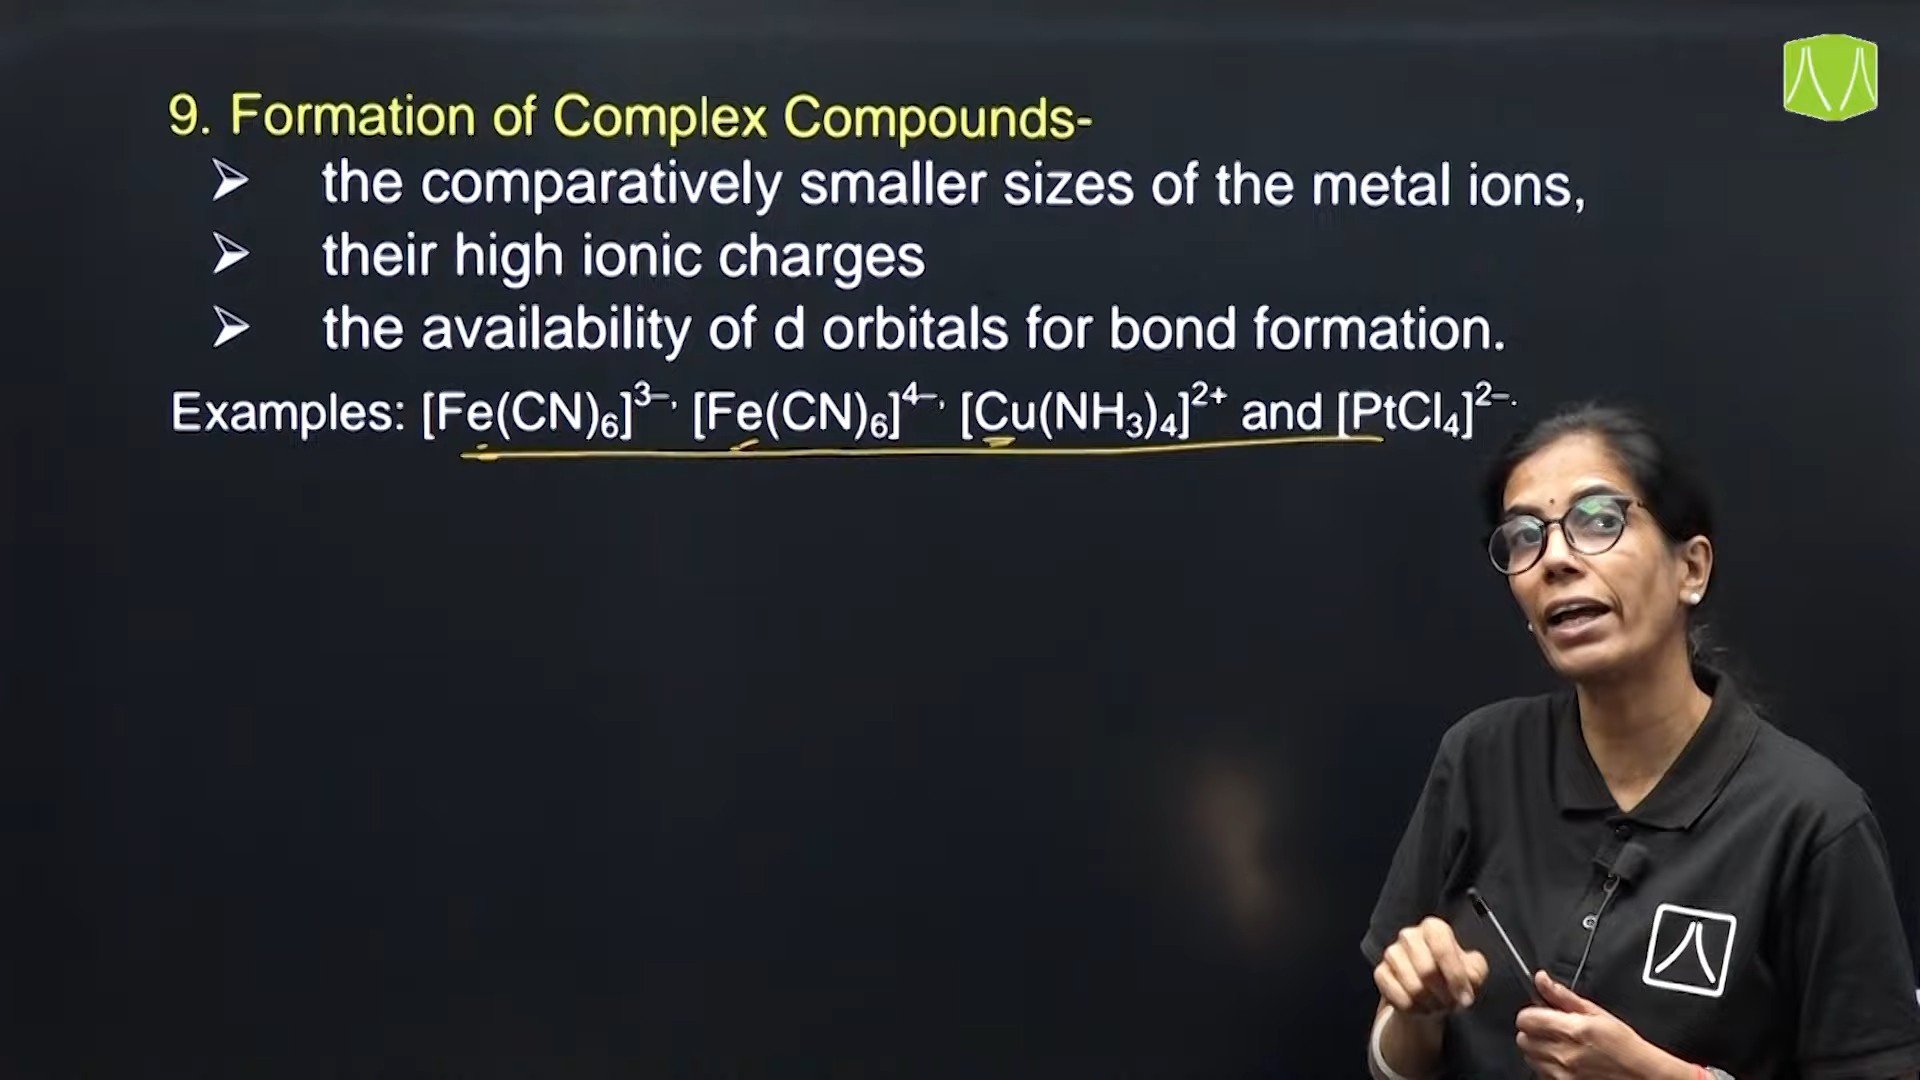 9. Formation of Complex Compounds-
➢ the comparatively smaller sizes of the metal ions,
➢ their high ionic charges
➢ the availability of d orbitals for bond formation.
Examples: [Fe(CN)₆]³⁻, [Fe(CN)₆]⁴⁻, [Cu(NH₃)₄]²⁺ and [PtCl₄]²⁻.